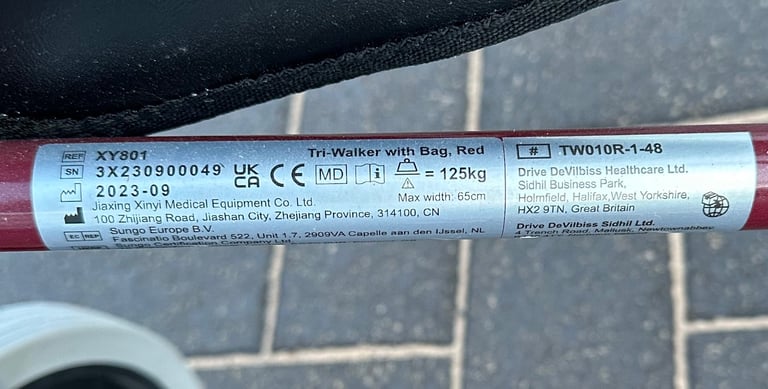 REF XY801
Tri-Walker with Bag, Red
SN 3X230900049
UK CA CE MD i = 125kg
2023-09
Max width: 65cm
Jiaxing Xinyi Medical Equipment Co. Ltd.
100 Zhijiang Road, Jiashan City, Zhejiang Province, 314100, CN
EC REP Sungo Europe B.V.
Fascinatio Boulevard 522, Unit 1.7, 2909VA Capelle aan den IJssel, NL
Sungo Certification Company Ltd.
# TW010R-1-48
Drive DeVilbiss Healthcare Ltd.
Sidhil Business Park,
Holmfield, Halifax, West Yorkshire,
HX2 9TN, Great Britain
Drive DeVilbiss Sidhil Ltd.
4 Trench Road, Mallusk, Newtownabbey